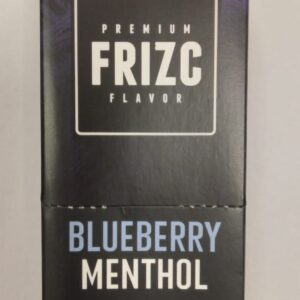 PREMIUM
FRIZC
FLAVOR
BLUEBERRY
MENTHOL